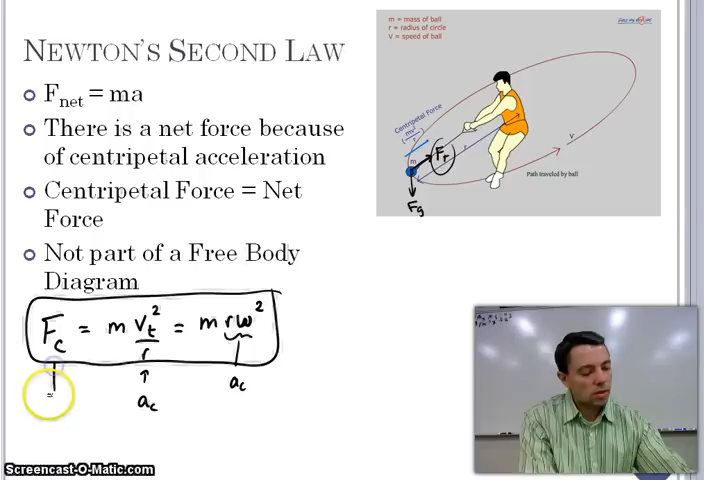 NEWTON'S SECOND LAW
Fnet = ma
There is a net force because
of centripetal acceleration
Centripetal Force = Net
Force
Not part of a Free Body
Diagram
Fc = m vt² / r = m rω²
ac
ac
=
m = mass of ball
r = radius of circle
V = speed of ball
Centripetal Force
(mv²/r)
m
Fr
r
V
Fg
Path traveled by ball
Screencast-O-Matic.com